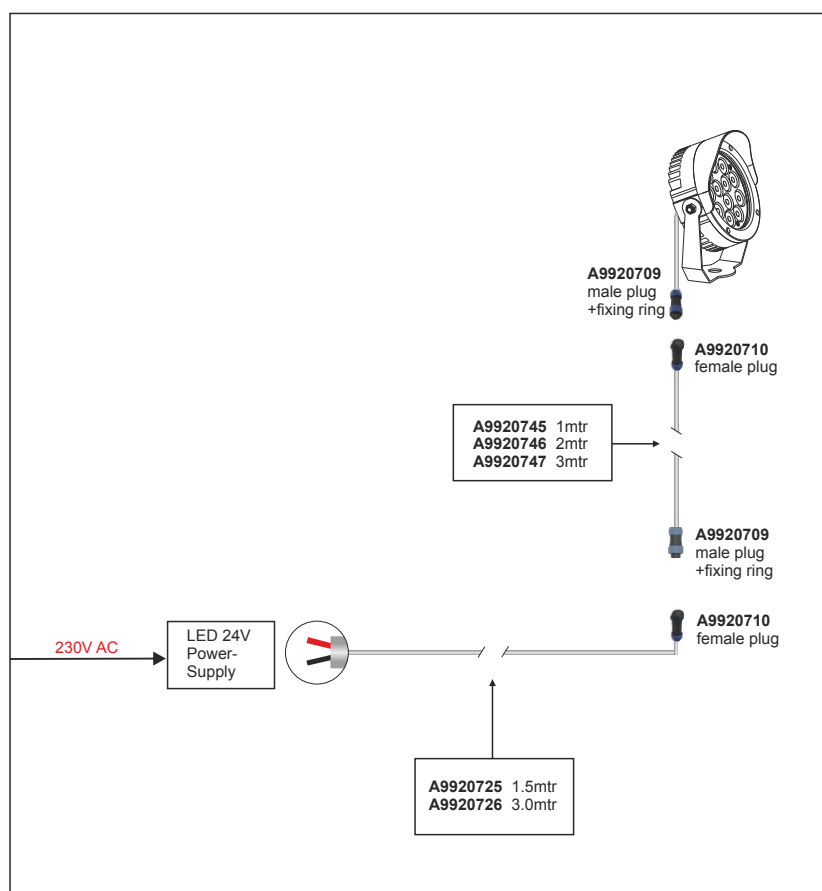 A9920709
male plug
+fixing ring
A9920710
female plug
A9920745 1mtr
A9920746 2mtr
A9920747 3mtr
A9920709
male plug
+fixing ring
A9920710
female plug
230V AC
LED 24V
Power-
Supply
A9920725 1.5mtr
A9920726 3.0mtr